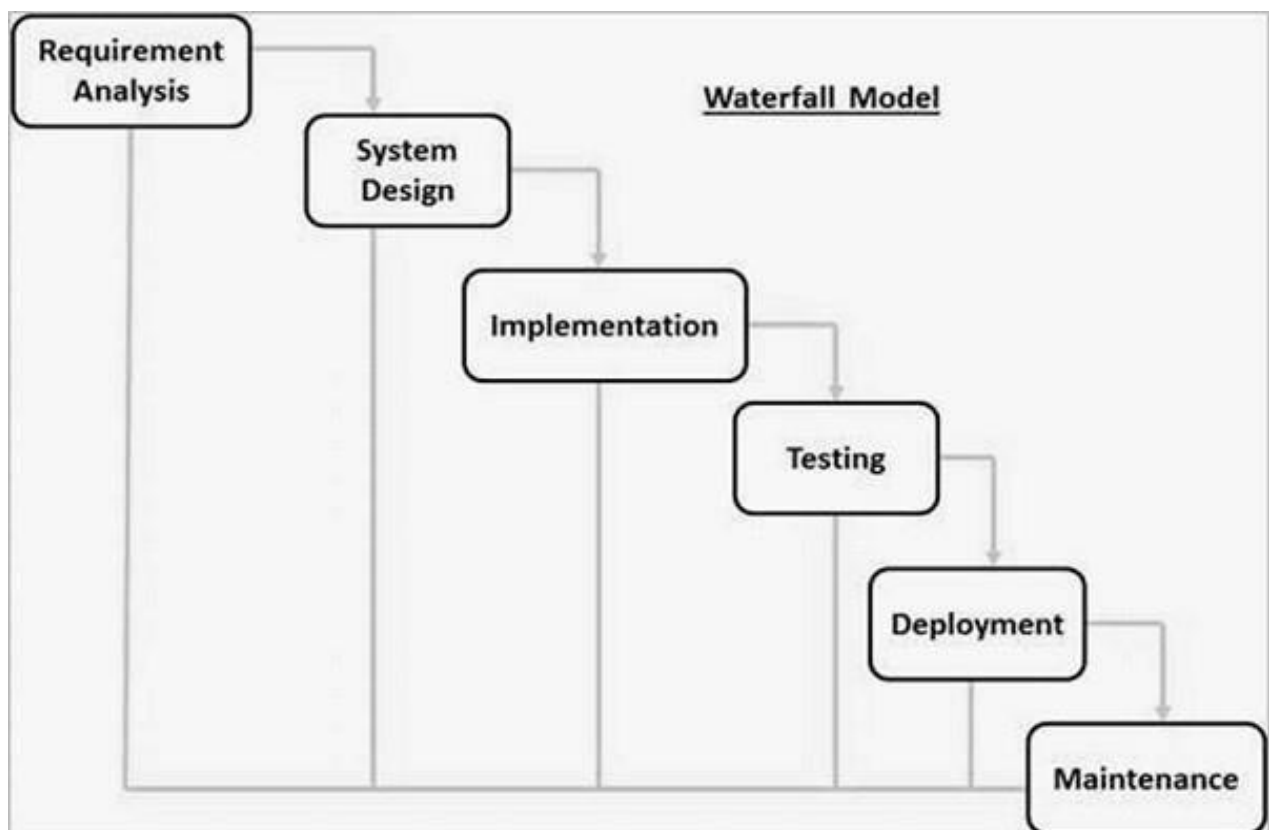 Requirement
Analysis
Waterfall Model
System
Design
Implementation
Testing
Deployment
Maintenance